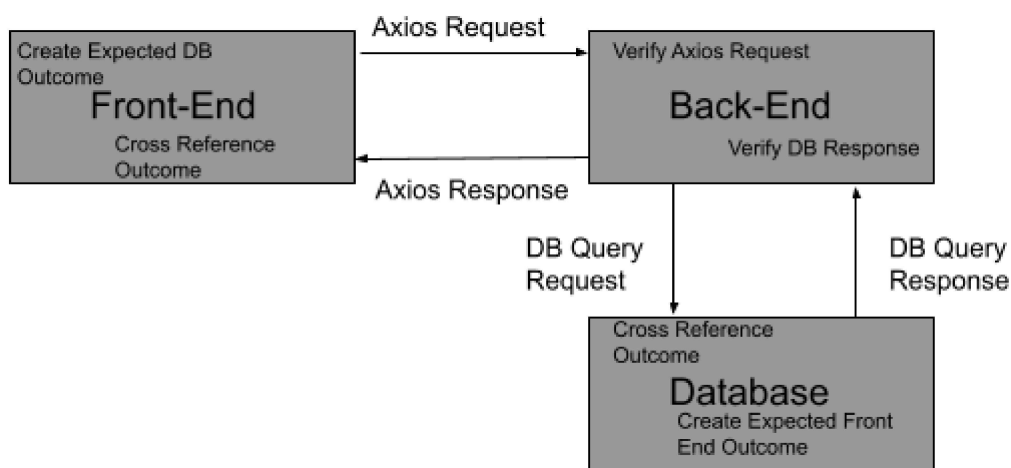 Axios Request
Create Expected DB
Outcome
Front-End
Cross Reference
Outcome
Verify Axios Request
Back-End
Verify DB Response
Axios Response
DB Query
Request
DB Query
Response
Cross Reference
Outcome
Database
Create Expected Front
End Outcome